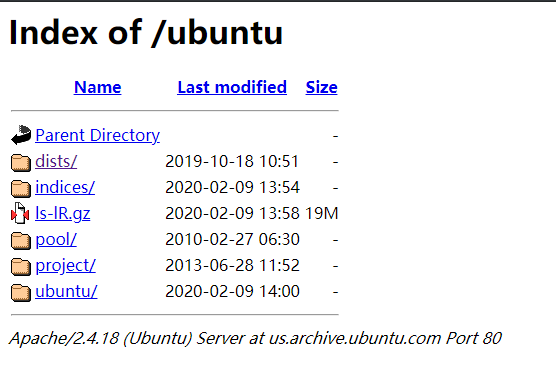 Index of /ubuntu
Name Last modified Size
Parent Directory -
dists/ 2019-10-18 10:51 -
indices/ 2020-02-09 13:54 -
ls-lR.gz 2020-02-09 13:58 19M
pool/ 2010-02-27 06:30 -
project/ 2013-06-28 11:52 -
ubuntu/ 2020-02-09 14:00 -
Apache/2.4.18 (Ubuntu) Server at us.archive.ubuntu.com Port 80